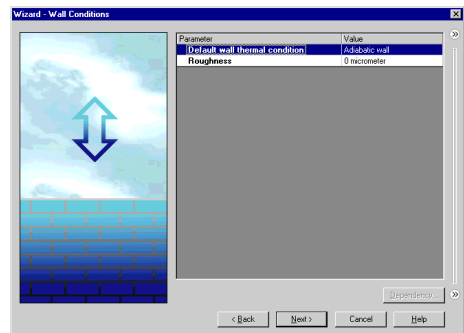 Wizard - Wall Conditions
Parameter Value
Default wall thermal condition Adiabatic wall
Roughness 0 micrometer
Dependency...
< Back Next > Cancel Help